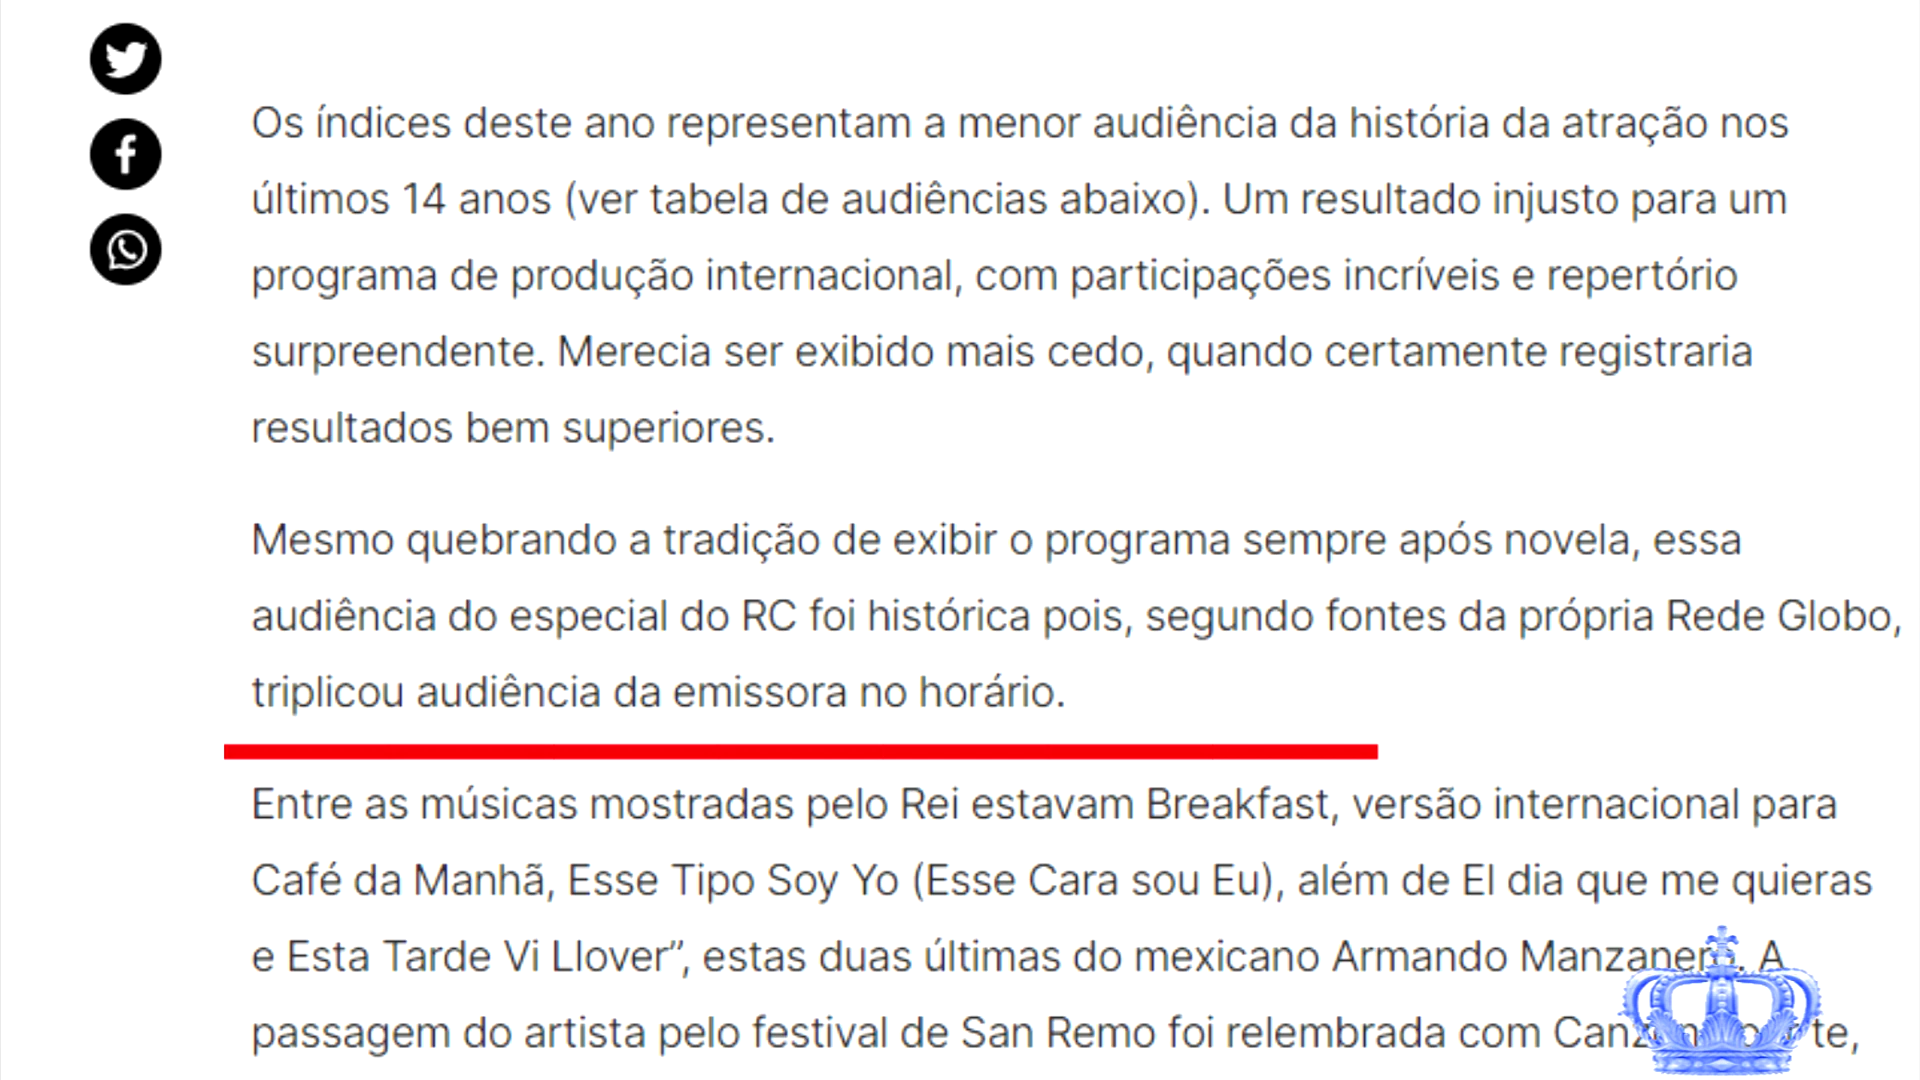 Os índices deste ano representam a menor audiência da história da atração nos
últimos 14 anos (ver tabela de audiências abaixo). Um resultado injusto para um
programa de produção internacional, com participações incríveis e repertório
surpreendente. Merecia ser exibido mais cedo, quando certamente registraria
resultados bem superiores.
Mesmo quebrando a tradição de exibir o programa sempre após novela, essa
audiência do especial do RC foi histórica pois, segundo fontes da própria Rede Globo,
triplicou audiência da emissora no horário.
Entre as músicas mostradas pelo Rei estavam Breakfast, versão internacional para
Café da Manhã, Esse Tipo Soy Yo (Esse Cara sou Eu), além de El dia que me quieras
e Esta Tarde Vi Llover”, estas duas últimas do mexicano Armando Manzanero. A
passagem do artista pelo festival de San Remo foi relembrada com